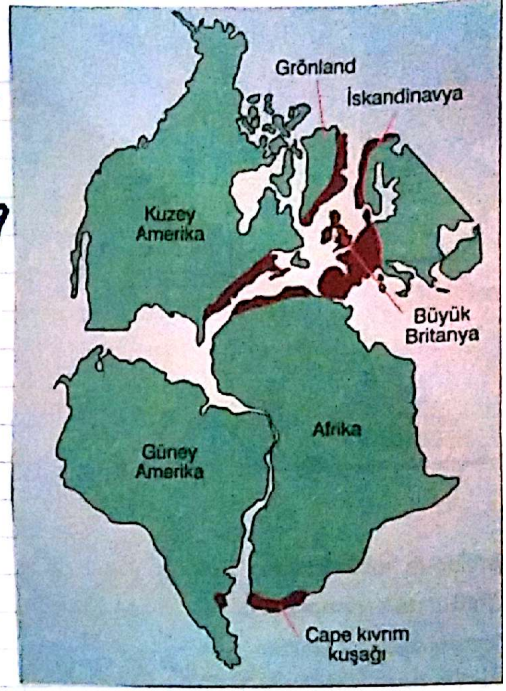 Grönland
İskandinavya
Kuzey
Amerika
Büyük
Britanya
Afrika
Güney
Amerika
Cape kıvrım
kuşağı